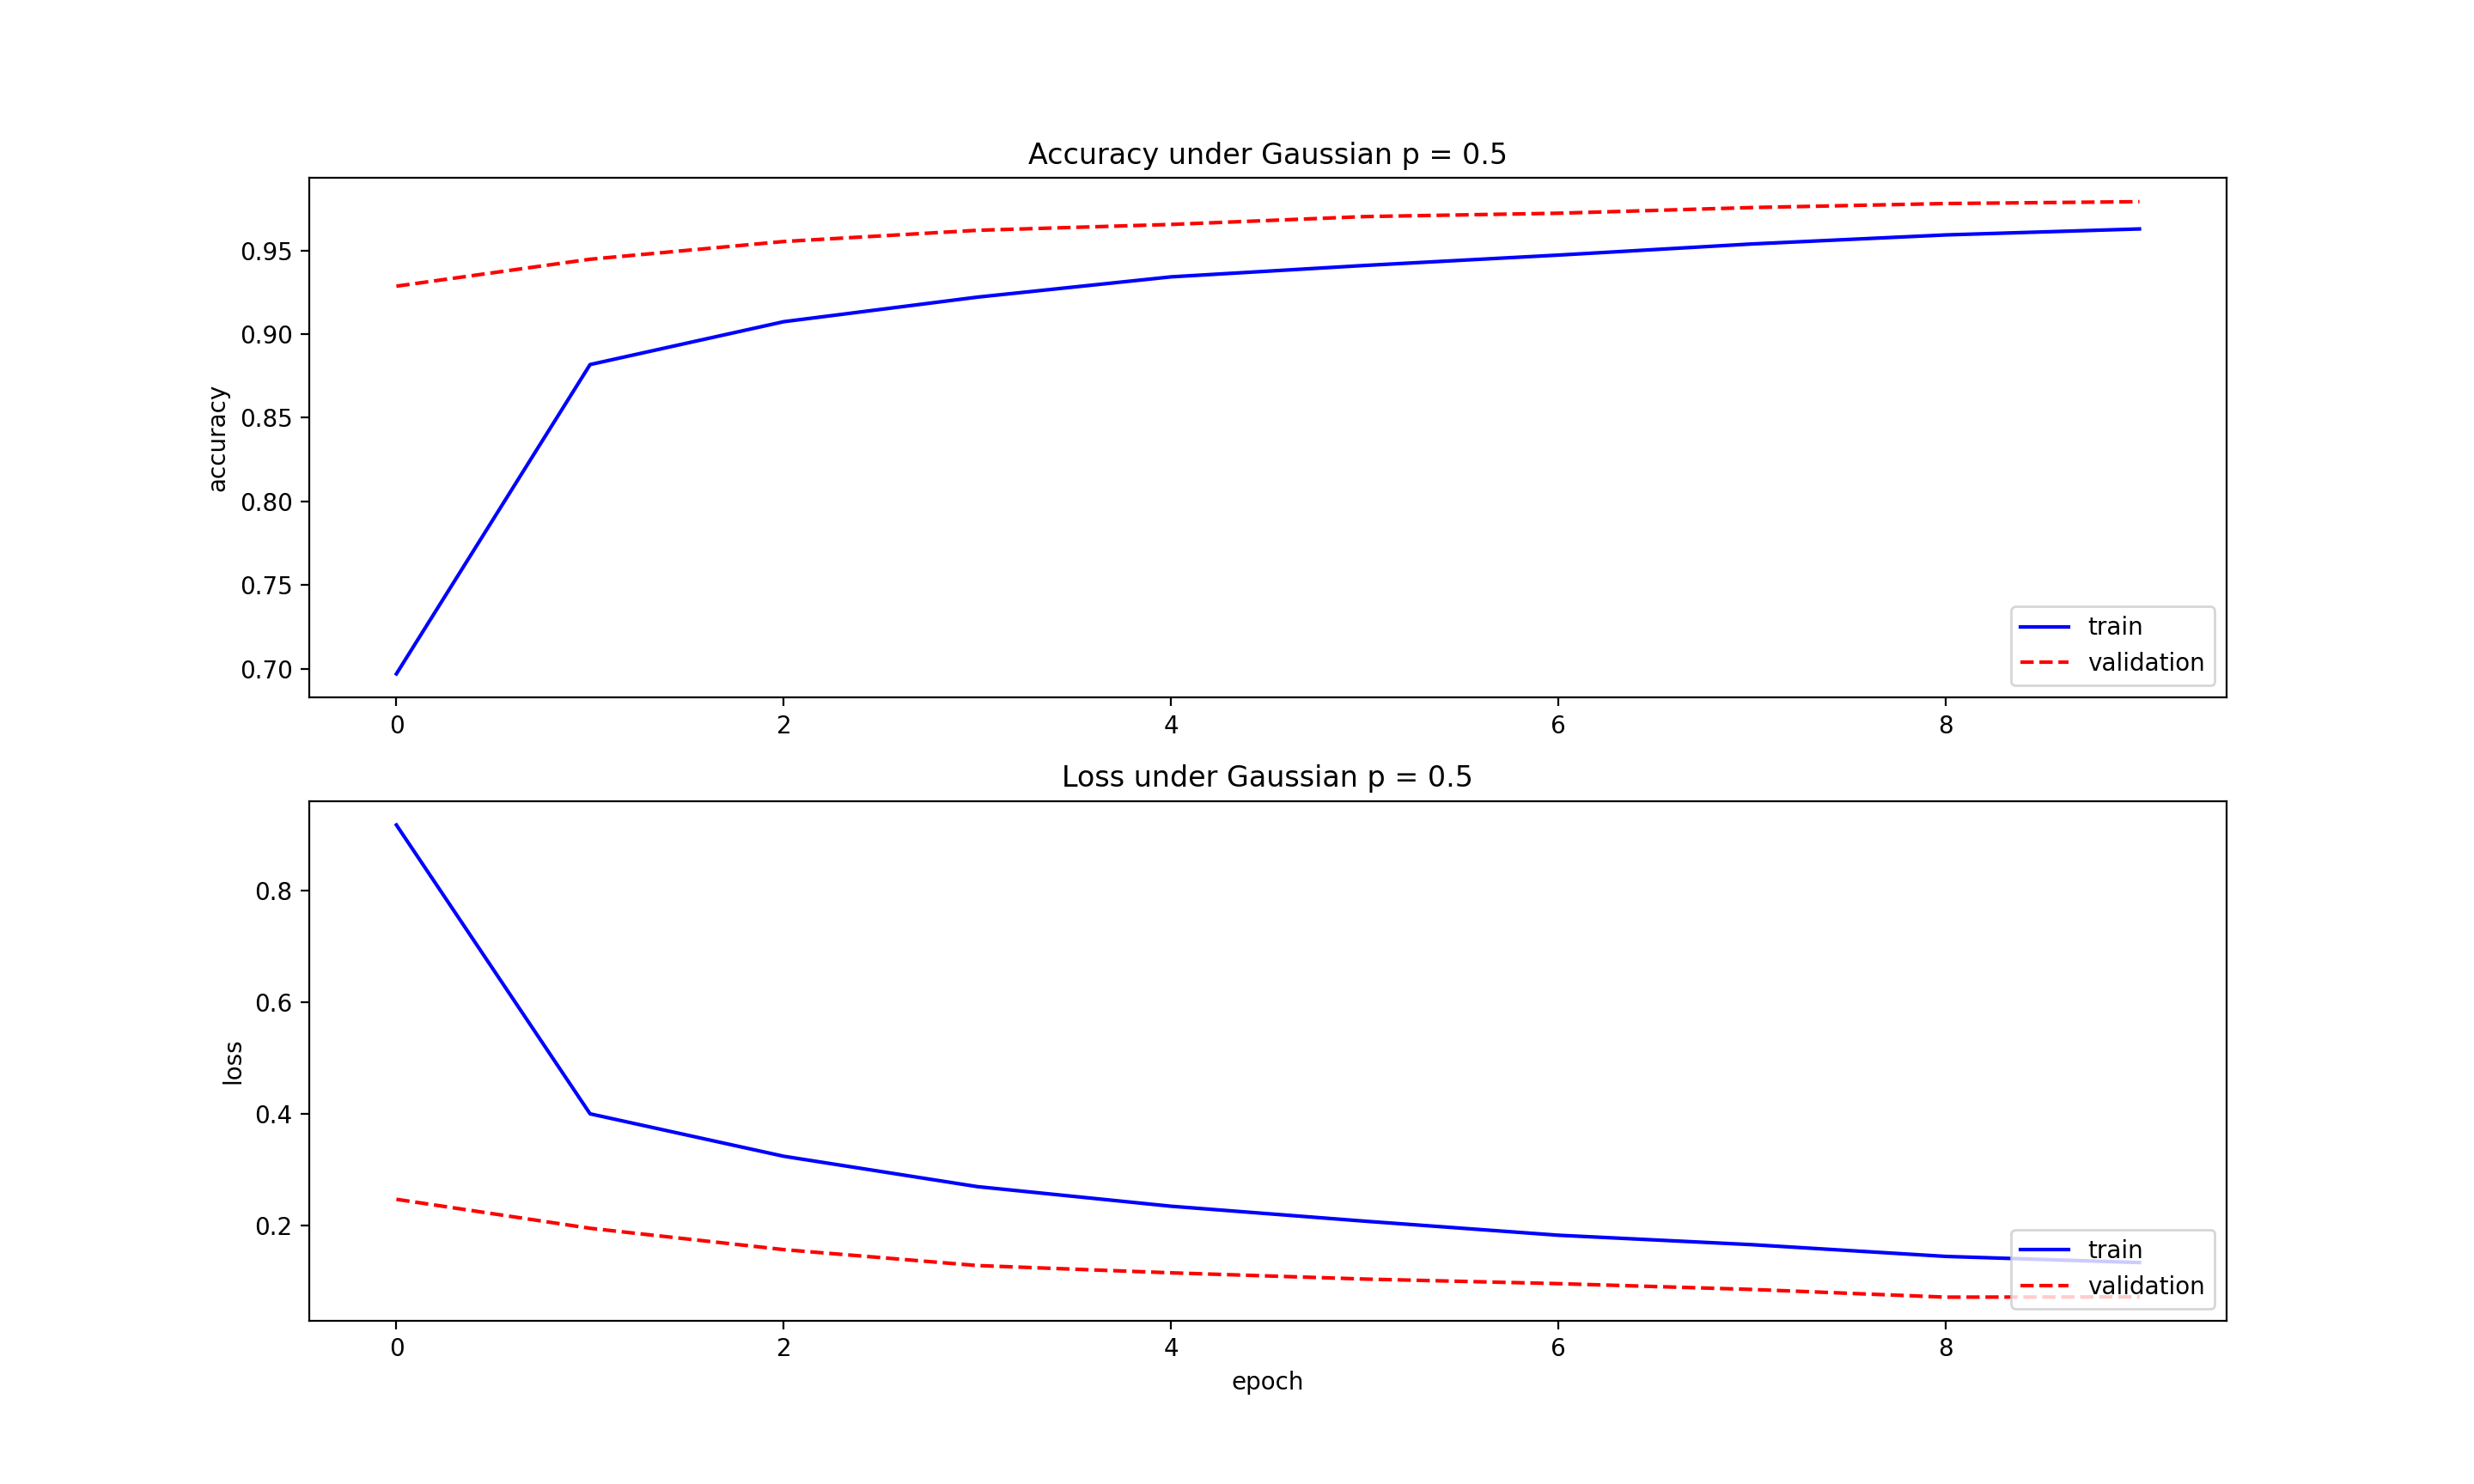 Accuracy under Gaussian p = 0.5
accuracy
0.95
0.90
0.85
0.80
0.75
0.70
train
validation
0 2 4 6 8
Loss under Gaussian p = 0.5
loss
0.8
0.6
0.4
0.2
train
validation
0 2 4 6 8
epoch